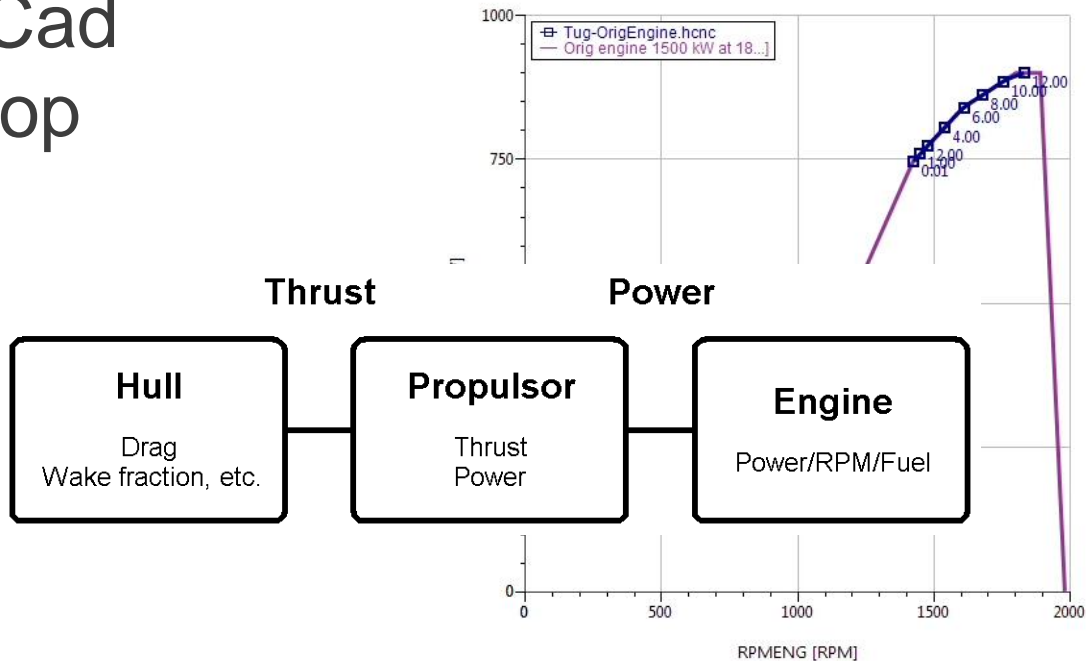 Cad
op
1000
Tug-OrigEngine.hcnc
Orig engine 1500 kW at 18...]
12.00
10.00
8.00
6.00
4.00
2.00
1.00
0.01
750
Thrust
Power
Hull
Drag
Wake fraction, etc.
Propulsor
Thrust
Power
Engine
Power/RPM/Fuel
0
0
500
1000
1500
2000
RPMENG [RPM]